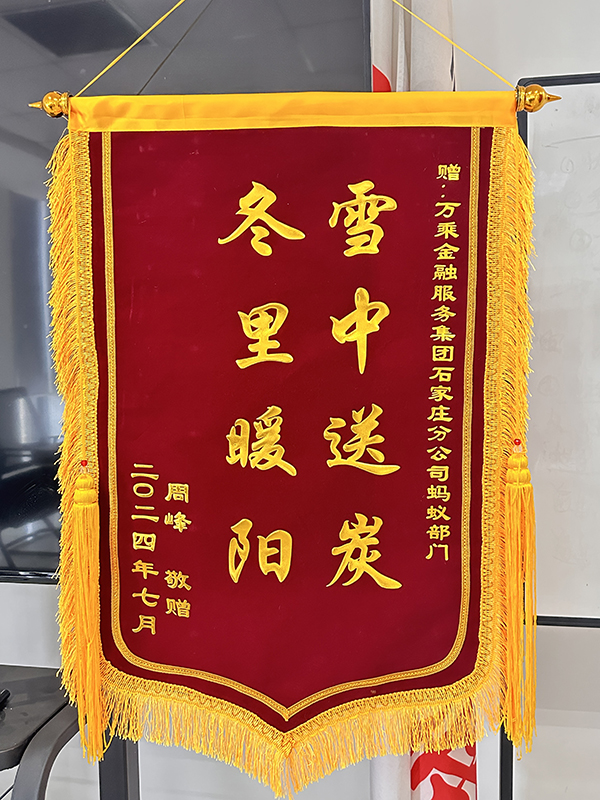 赠：万乘金融服务集团石家庄分公司蚂蚁部门
雪中送炭
冬里暖阳
周峰 敬赠
二〇二四年七月